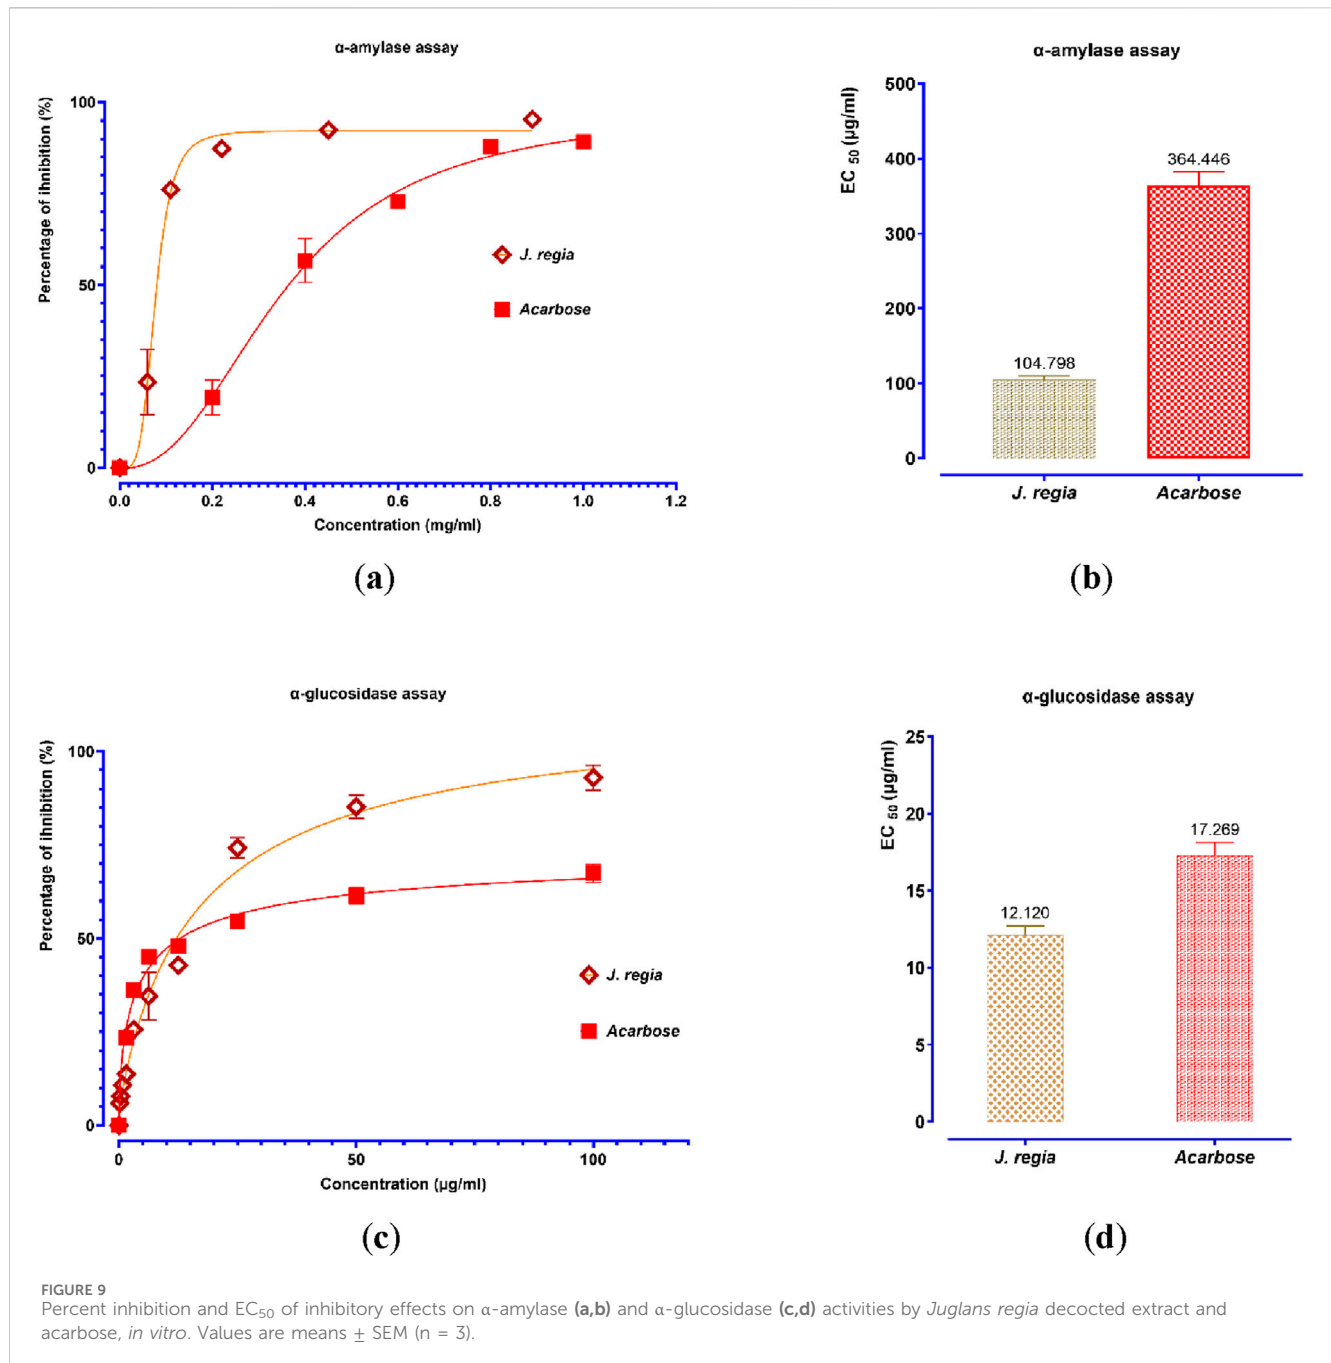 α-amylase assay
Percentage of ihnibition (%)
100
50
0
0.0 0.2 0.4 0.6 0.8 1.0 1.2
Concentration (mg/ml)
J. regia
Acarbose
(a)
α-amylase assay
EC 50 (µg/ml)
500
400
300
200
100
0
104.798
364.446
J. regia Acarbose
(b)
α-glucosidase assay
Percentage of ihnibition (%)
100
50
0
0 50 100
Concentration (µg/ml)
J. regia
Acarbose
(c)
α-glucosidase assay
EC 50 (µg/ml)
25
20
15
10
5
0
12.120
17.269
J. regia Acarbose
(d)
FIGURE 9
Percent inhibition and EC50 of inhibitory effects on α-amylase (a,b) and α-glucosidase (c,d) activities by Juglans regia decocted extract and
acarbose, in vitro. Values are means ± SEM (n = 3).